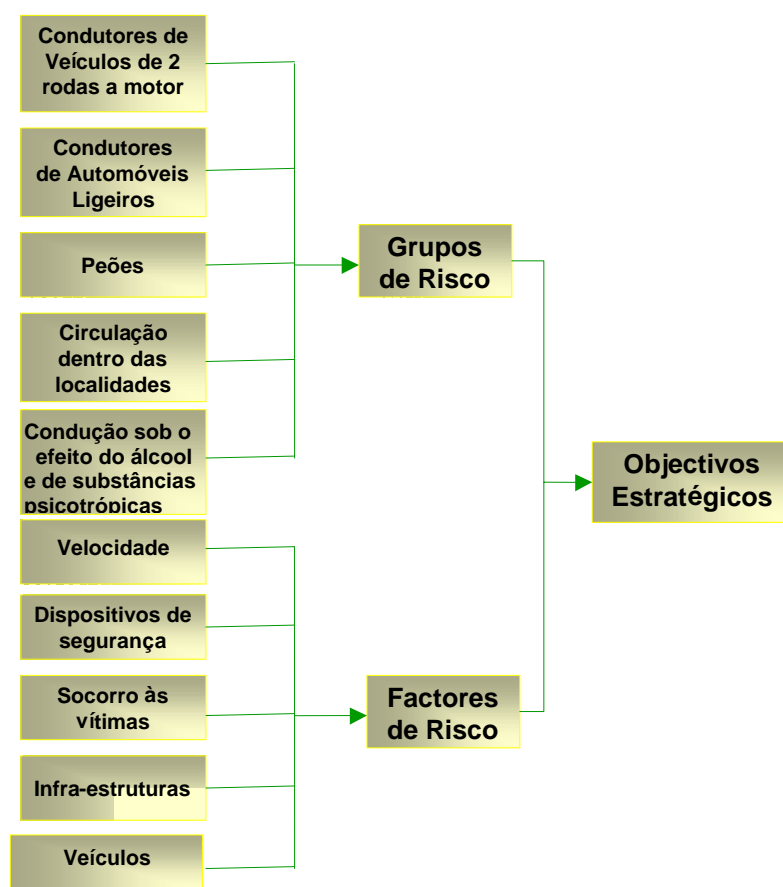 Condutores de
Veículos de 2
rodas a motor
Condutores
de Automóveis
Ligeiros
Peões
Circulação
dentro das
localidades
Condução sob o
efeito do álcool
e de substâncias
psicotrópicas
Velocidade
Dispositivos de
segurança
Socorro às
vítimas
Infra-estruturas
Veículos
Grupos
de Risco
Factores
de Risco
Objectivos
Estratégicos